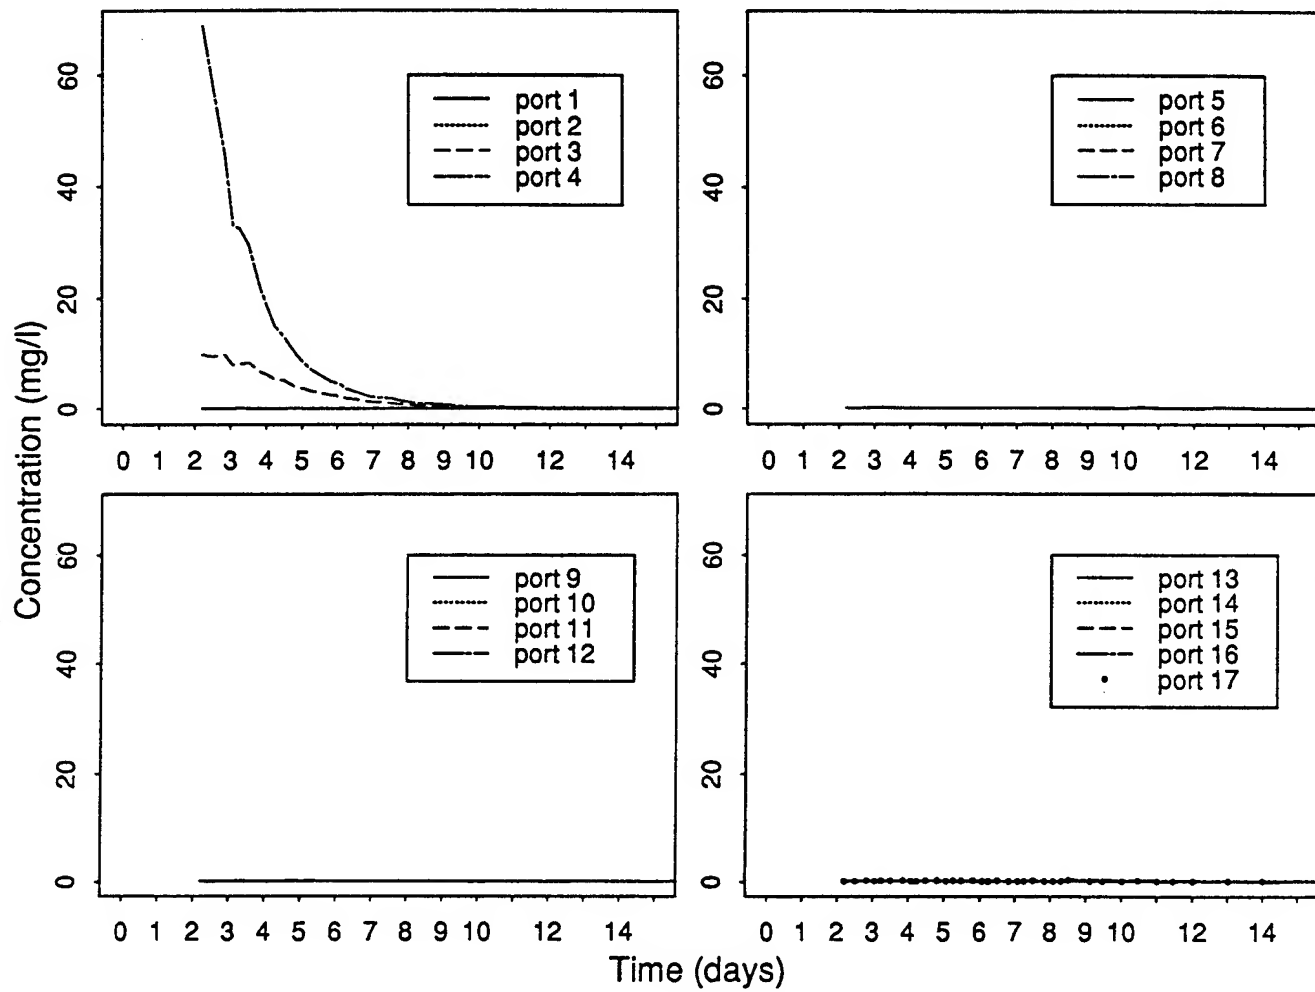 Concentration (mg/l)
60
40
20
0
port 1
port 2
port 3
port 4
0 1 2 3 4 5 6 7 8 9 10 12 14
60
40
20
0
port 5
port 6
port 7
port 8
0 1 2 3 4 5 6 7 8 9 10 12 14
60
40
20
0
port 9
port 10
port 11
port 12
0 1 2 3 4 5 6 7 8 9 10 12 14
60
40
20
0
port 13
port 14
port 15
port 16
port 17
0 1 2 3 4 5 6 7 8 9 10 12 14
Time (days)